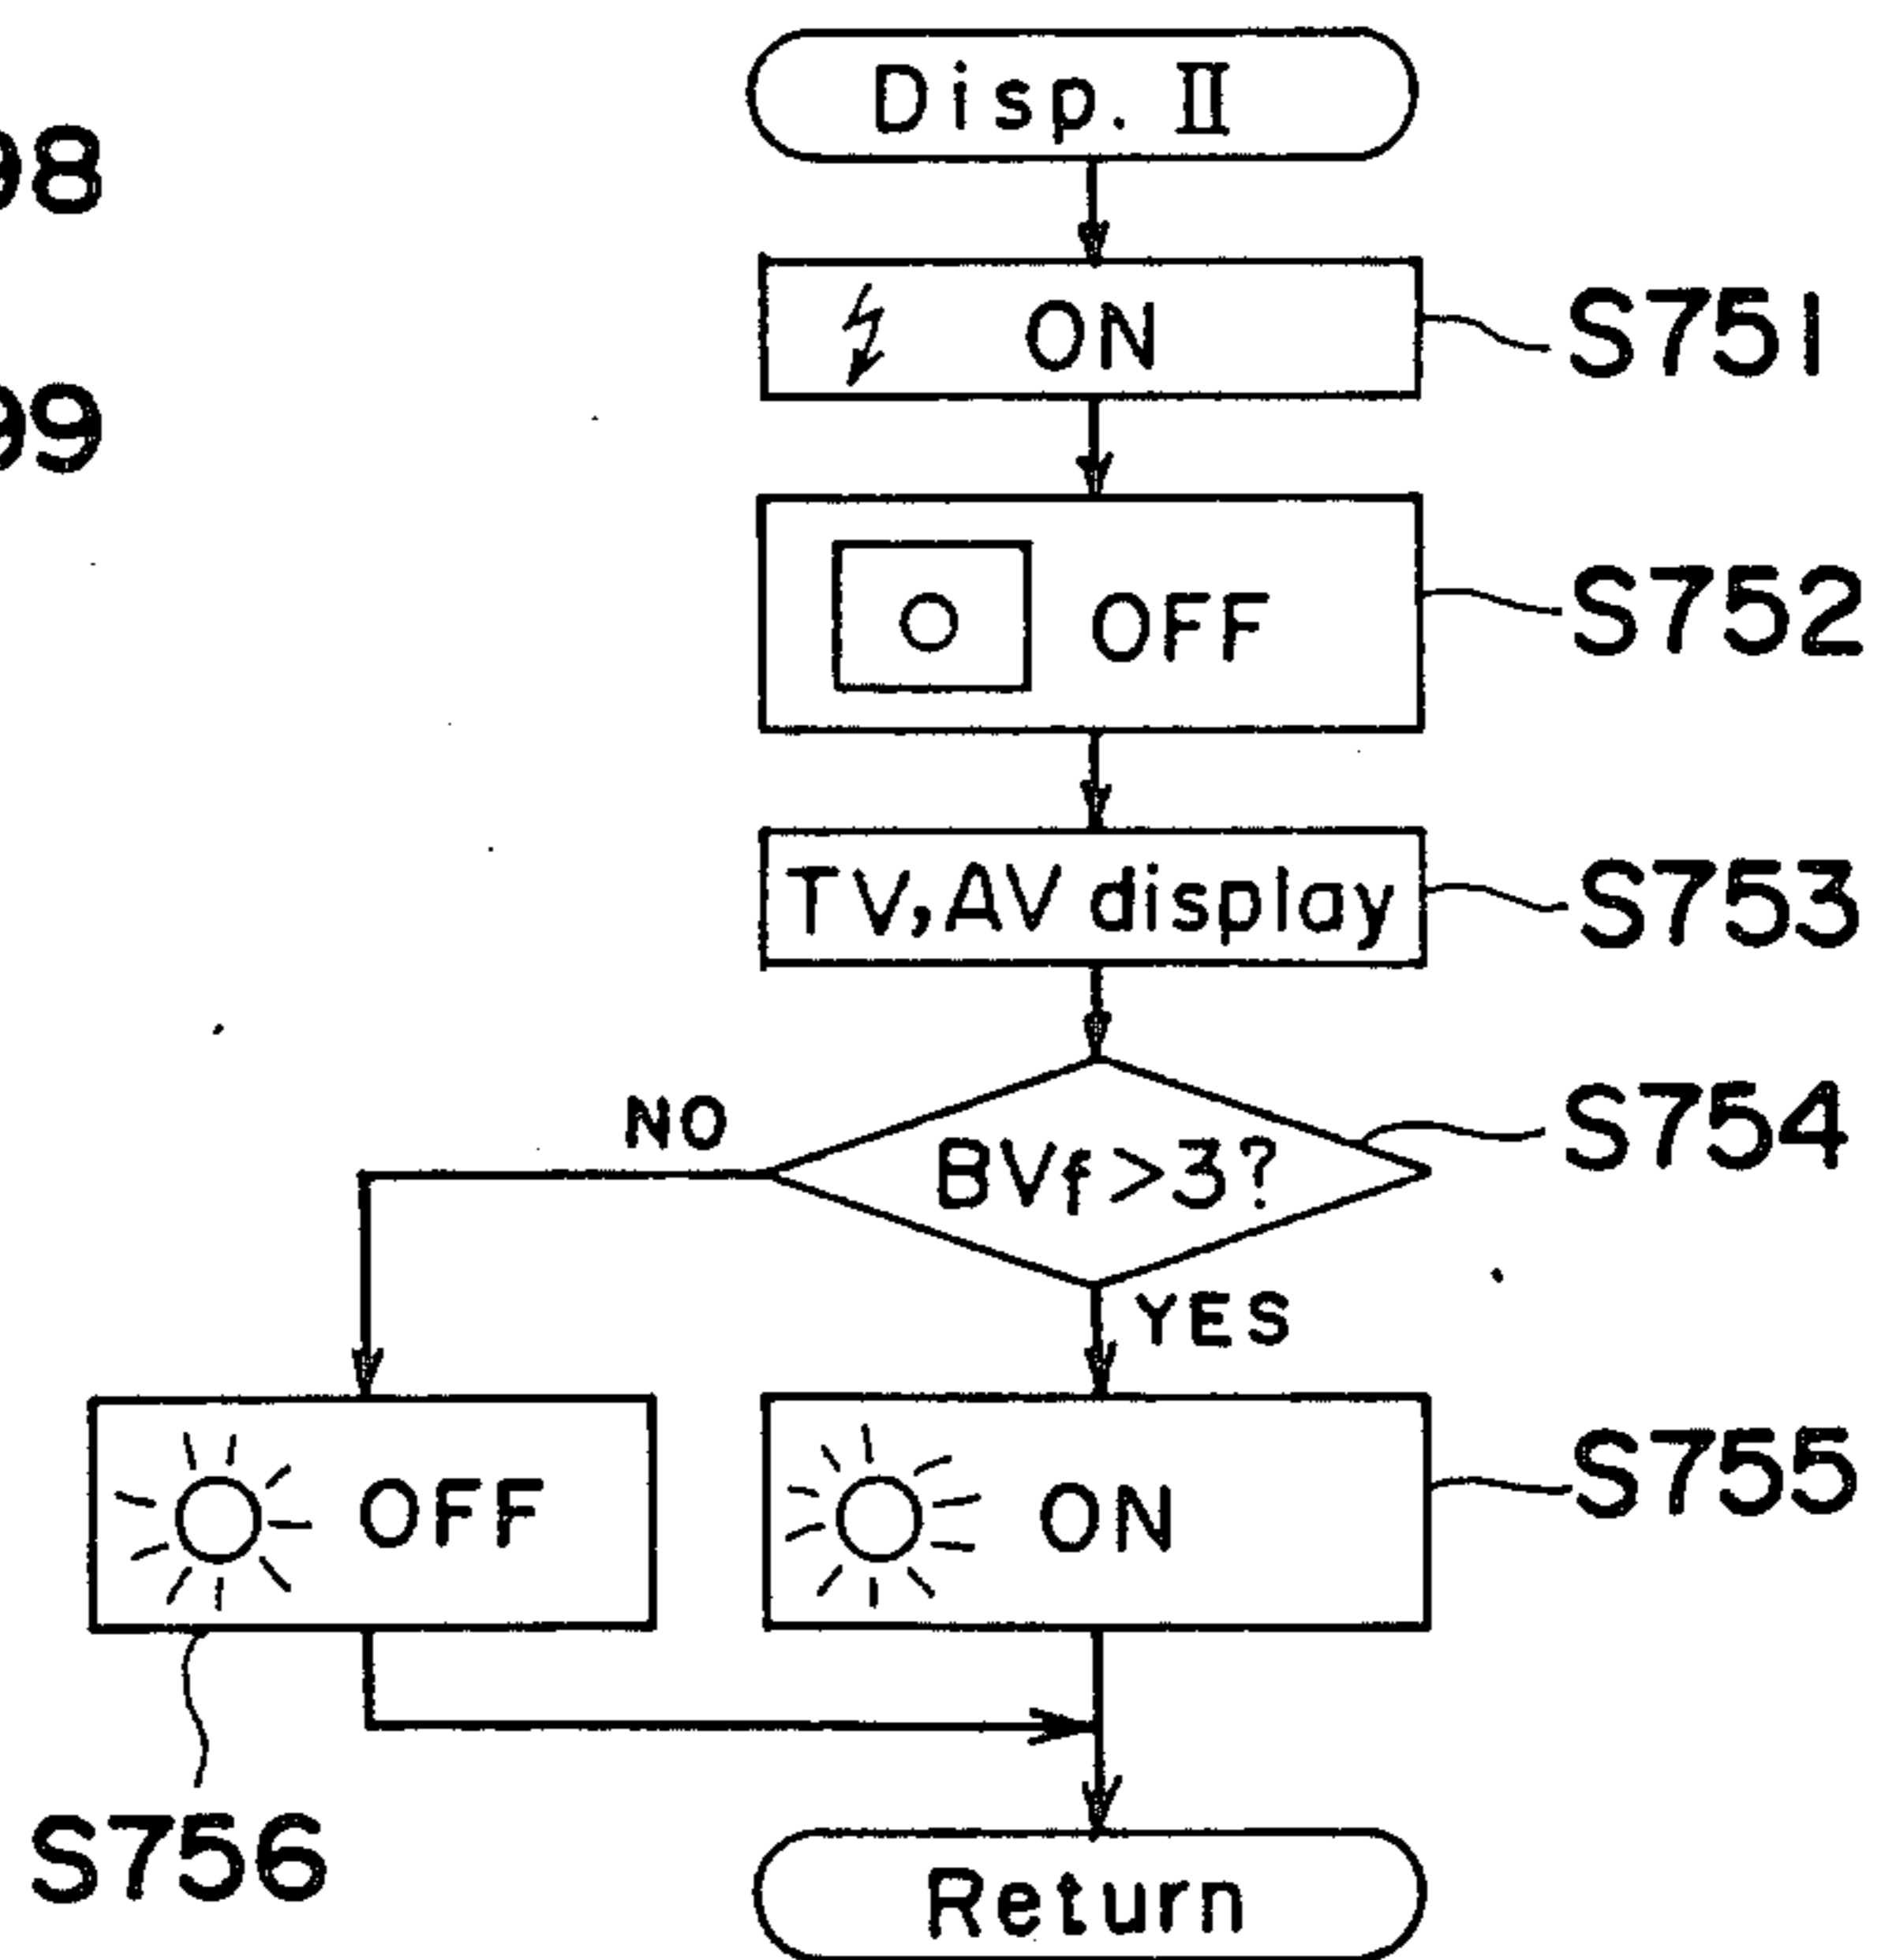 Disp. II
98
ON
S751
99
OFF
S752
TV, AV display
S753
NO
BVf>3?
S754
YES
OFF
ON
S755
S756
Return